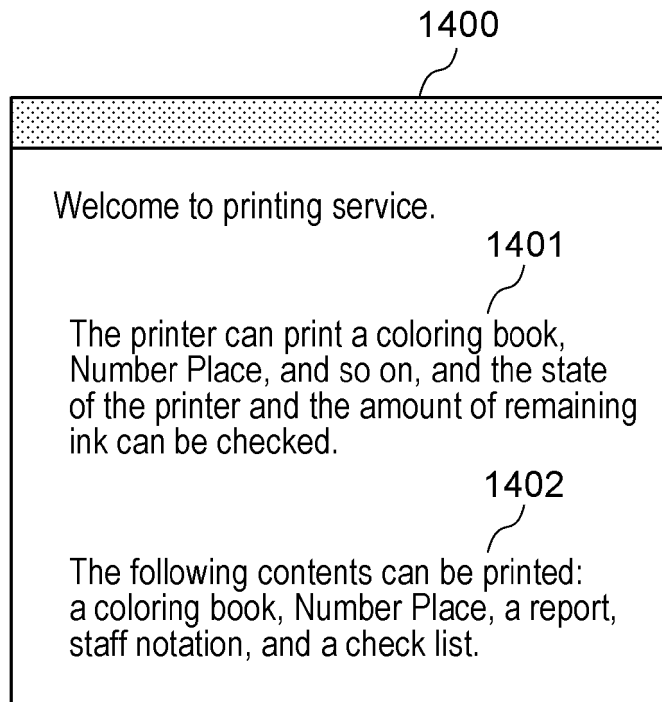 1400
Welcome to printing service.
1401
The printer can print a coloring book,
Number Place, and so on, and the state
of the printer and the amount of remaining
ink can be checked.
1402
The following contents can be printed:
a coloring book, Number Place, a report,
staff notation, and a check list.